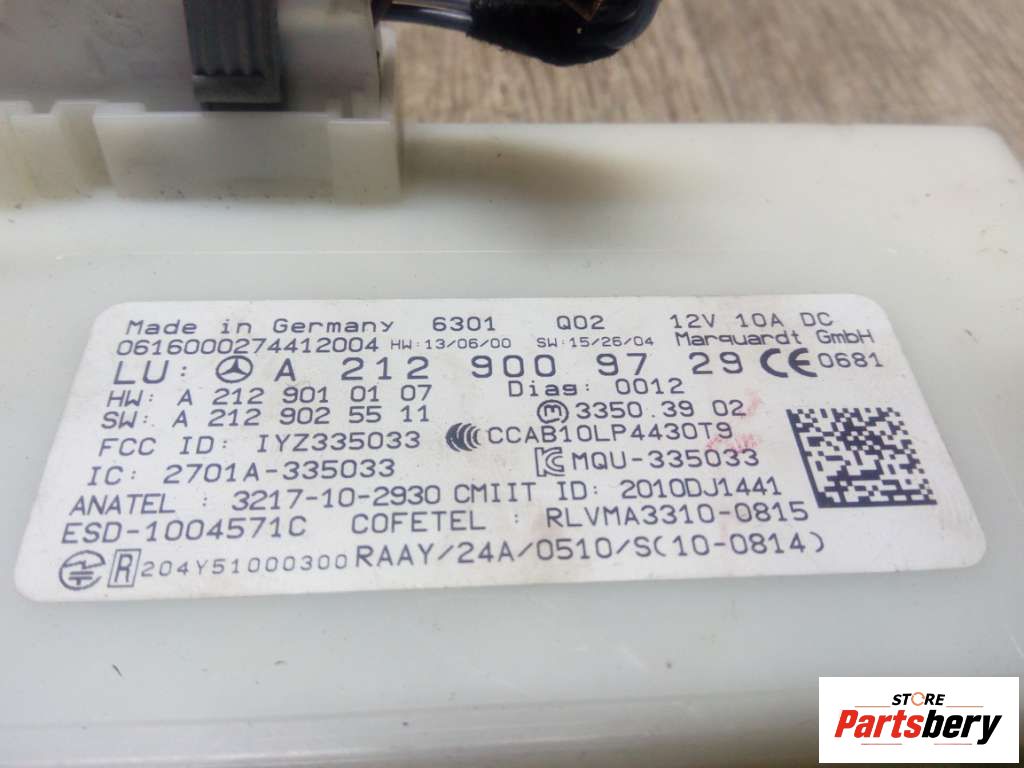 Made in Germany 6301 Q02 12V 10A DC
0616000274412004 HW:13/06/00 SW:15/26/04 Marquardt GmbH
LU: A 212 900 97 29 CE 0681
HW: A 212 901 01 07 Diag: 0012
SW: A 212 902 55 11 m 3350.3902
FCC ID: IYZ335033 CCAB10LP4430T9
IC: 2701A-335033 MQU-335033
ANATEL: 3217-10-2930 CMIIT ID: 2010DJ1441
ESD-1004571C COFETEL: RLVMA3310-0815
R 204Y51000300 RAAY/24A/0510/S(10-0814)
STORE
Partsbery